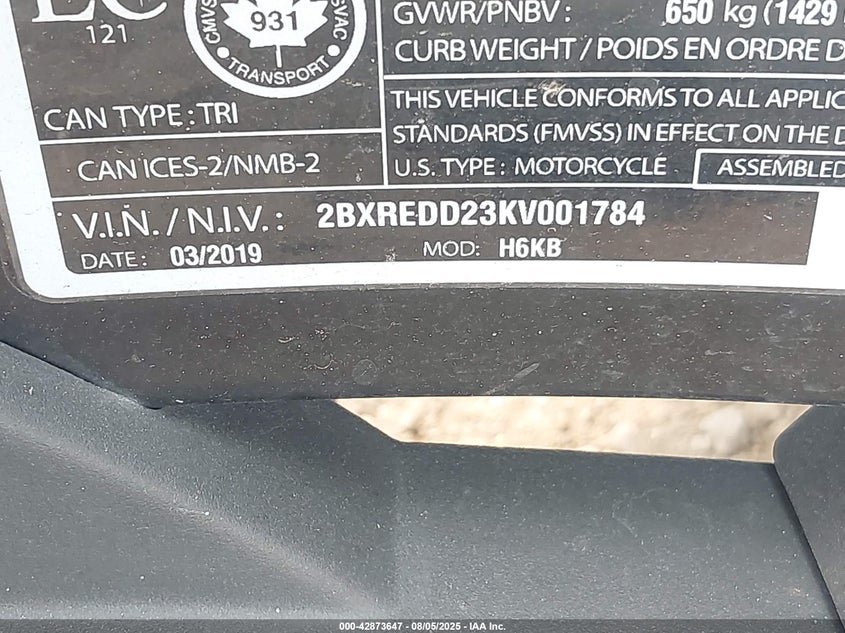 EC
121
CMVSS
931
TRANSPORT
CAN TYPE: TRI
CAN ICES-2/NMB-2
GVWR/PNBV: 650 kg (1429
CURB WEIGHT / POIDS EN ORDRE D
THIS VEHICLE CONFORMS TO ALL APPLIC
STANDARDS (FMVSS) IN EFFECT ON THE D
U.S. TYPE: MOTORCYCLE ASSEMBLED
V.I.N. / N.I.V.: 2BXREDD23KV001784
DATE: 03/2019 MOD: H6KB
000-42873647 - 08/05/2025 - IAA Inc.